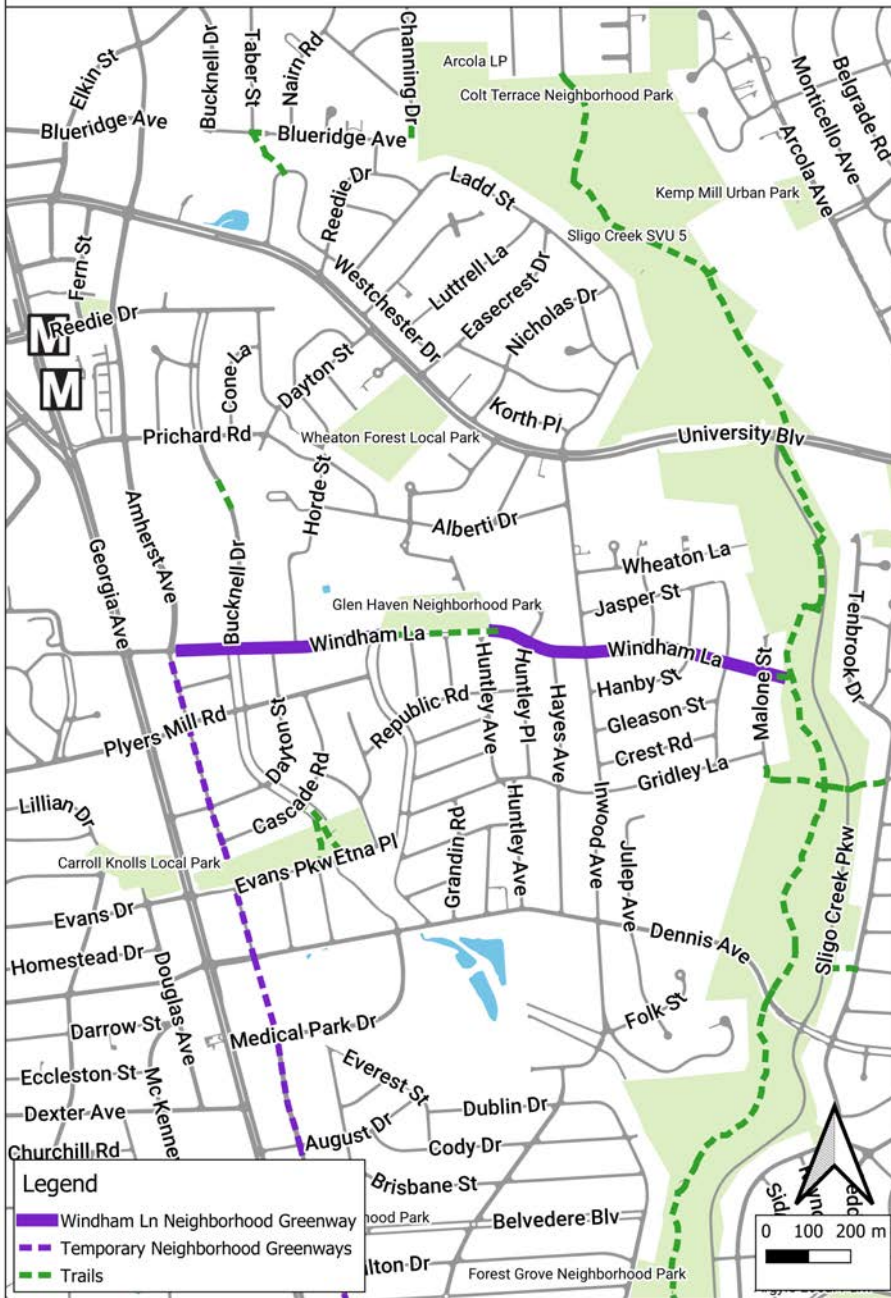 Bucknell Dr
Taber St
Nairn Rd
Channing Dr
Arcola LP
Elkin St
Colt Terrace Neighborhood Park
Belgrade Rd
Monticello Ave
Arcola Ave
Blueridge Ave
Blueridge Ave
Reedie Dr
Ladd St
Kemp Mill Urban Park
Sligo Creek SVU 5
Fern St
Luttrell La
Easecrest Dr
Nicholas Dr
Westchester Dr
Reedie Dr
M
M
Cone La
Dayton St
Korth Pl
Prichard Rd
Wheaton Forest Local Park
University Blv
Horde St
Amherst Ave
Alberti Dr
Georgia Ave
Bucknell Dr
Wheaton La
Jasper St
Tenbrook Dr
Glen Haven Neighborhood Park
Windham La
Windham La
Huntley Ave
Huntley Pl
Hayes Ave
Hanby St
Malone St
Republic Rd
Gleason St
Plyers Mill Rd
Dayton St
Crest Rd
Gridley La
Cascade Rd
Lillian Dr
Huntley Ave
Grandin Rd
Inwood Ave
Julep Ave
Carroll Knolls Local Park
Evans Pkw
Etna Pl
Sligo Creek Pkw
Evans Dr
Dennis Ave
Homestead Dr
Douglas Ave
Darrow St
Medical Park Dr
Folk St
Eccleston St
Mc Kenney
Everest St
Dexter Ave
Dublin Dr
August Dr
Cody Dr
Churchill Rd
Brisbane St
Belvedere Blv
Forest Grove Neighborhood Park
Legend
Windham Ln Neighborhood Greenway
Temporary Neighborhood Greenways
Trails
0 100 200 m